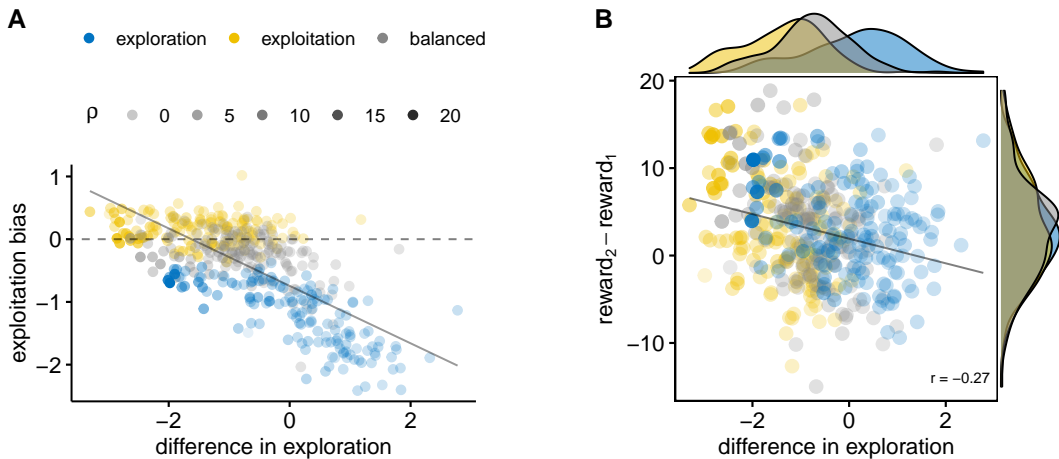 A
exploration exploitation balanced
ρ 0 5 10 15 20
1
0
−1
−2
exploitation bias
−2 0 2
difference in exploration
B
20
10
0
−10
reward₂ − reward₁
r = −0.27
−2 0 2
difference in exploration